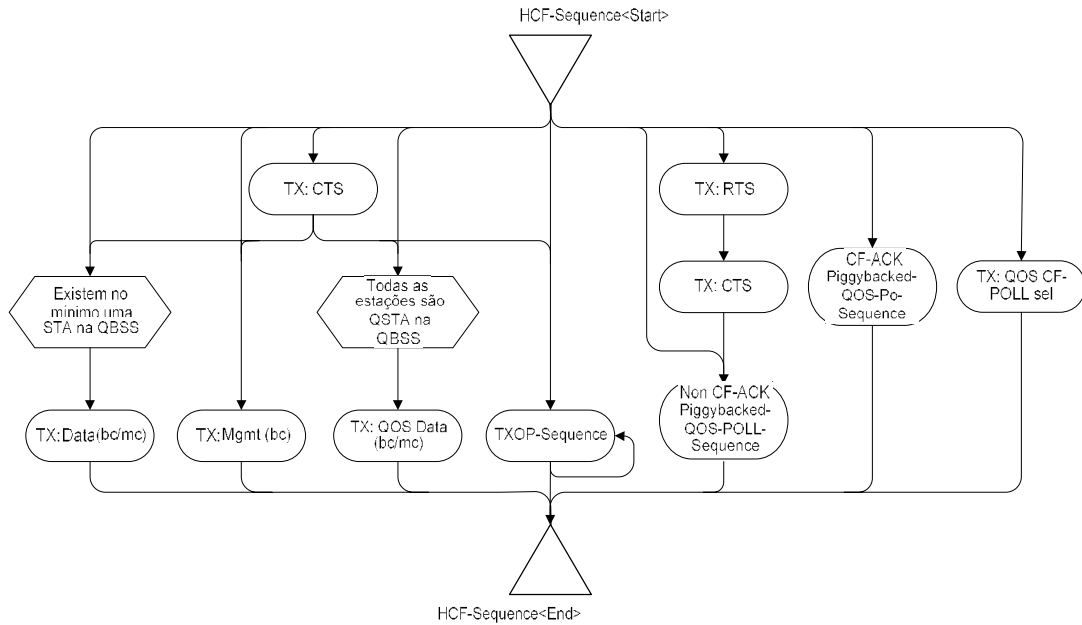 HCF-Sequence<Start>
TX: CTS
TX: RTS
Existem no
mínimo uma
STA na QBSS
Todas as
estações são
QSTA na
QBSS
TX: CTS
CF-ACK
Piggybacked-
QOS-Po-
Sequence
TX: QOS CF-
POLL sel
TX:Data(bc/mc)
TX:Mgmt (bc)
TX: QOS Data
(bc/mc)
TXOP-Sequence
Non CF-ACK
Piggybacked-
QOS-POLL-
Sequence
HCF-Sequence<End>